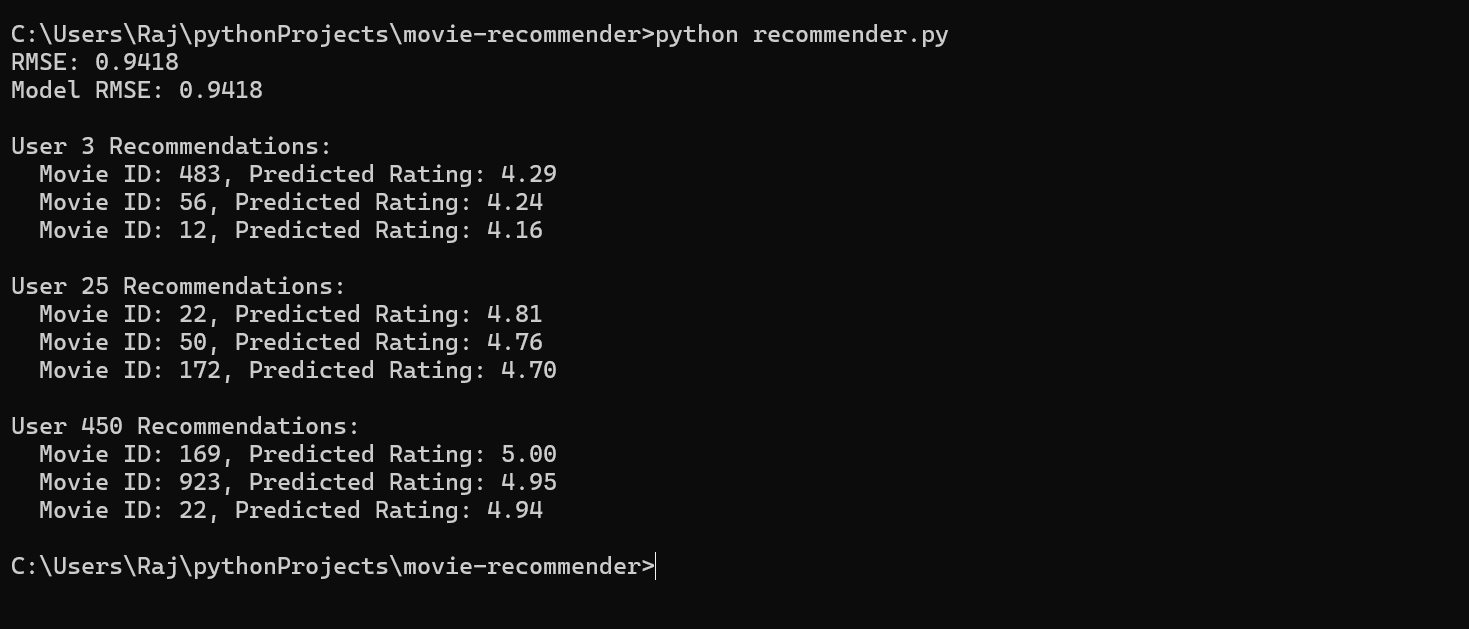 C:\Users\Raj\pythonProjects\movie-recommender>python recommender.py
RMSE: 0.9418
Model RMSE: 0.9418
User 3 Recommendations:
Movie ID: 483, Predicted Rating: 4.29
Movie ID: 56, Predicted Rating: 4.24
Movie ID: 12, Predicted Rating: 4.16
User 25 Recommendations:
Movie ID: 22, Predicted Rating: 4.81
Movie ID: 50, Predicted Rating: 4.76
Movie ID: 172, Predicted Rating: 4.70
User 450 Recommendations:
Movie ID: 169, Predicted Rating: 5.00
Movie ID: 923, Predicted Rating: 4.95
Movie ID: 22, Predicted Rating: 4.94
C:\Users\Raj\pythonProjects\movie-recommender>